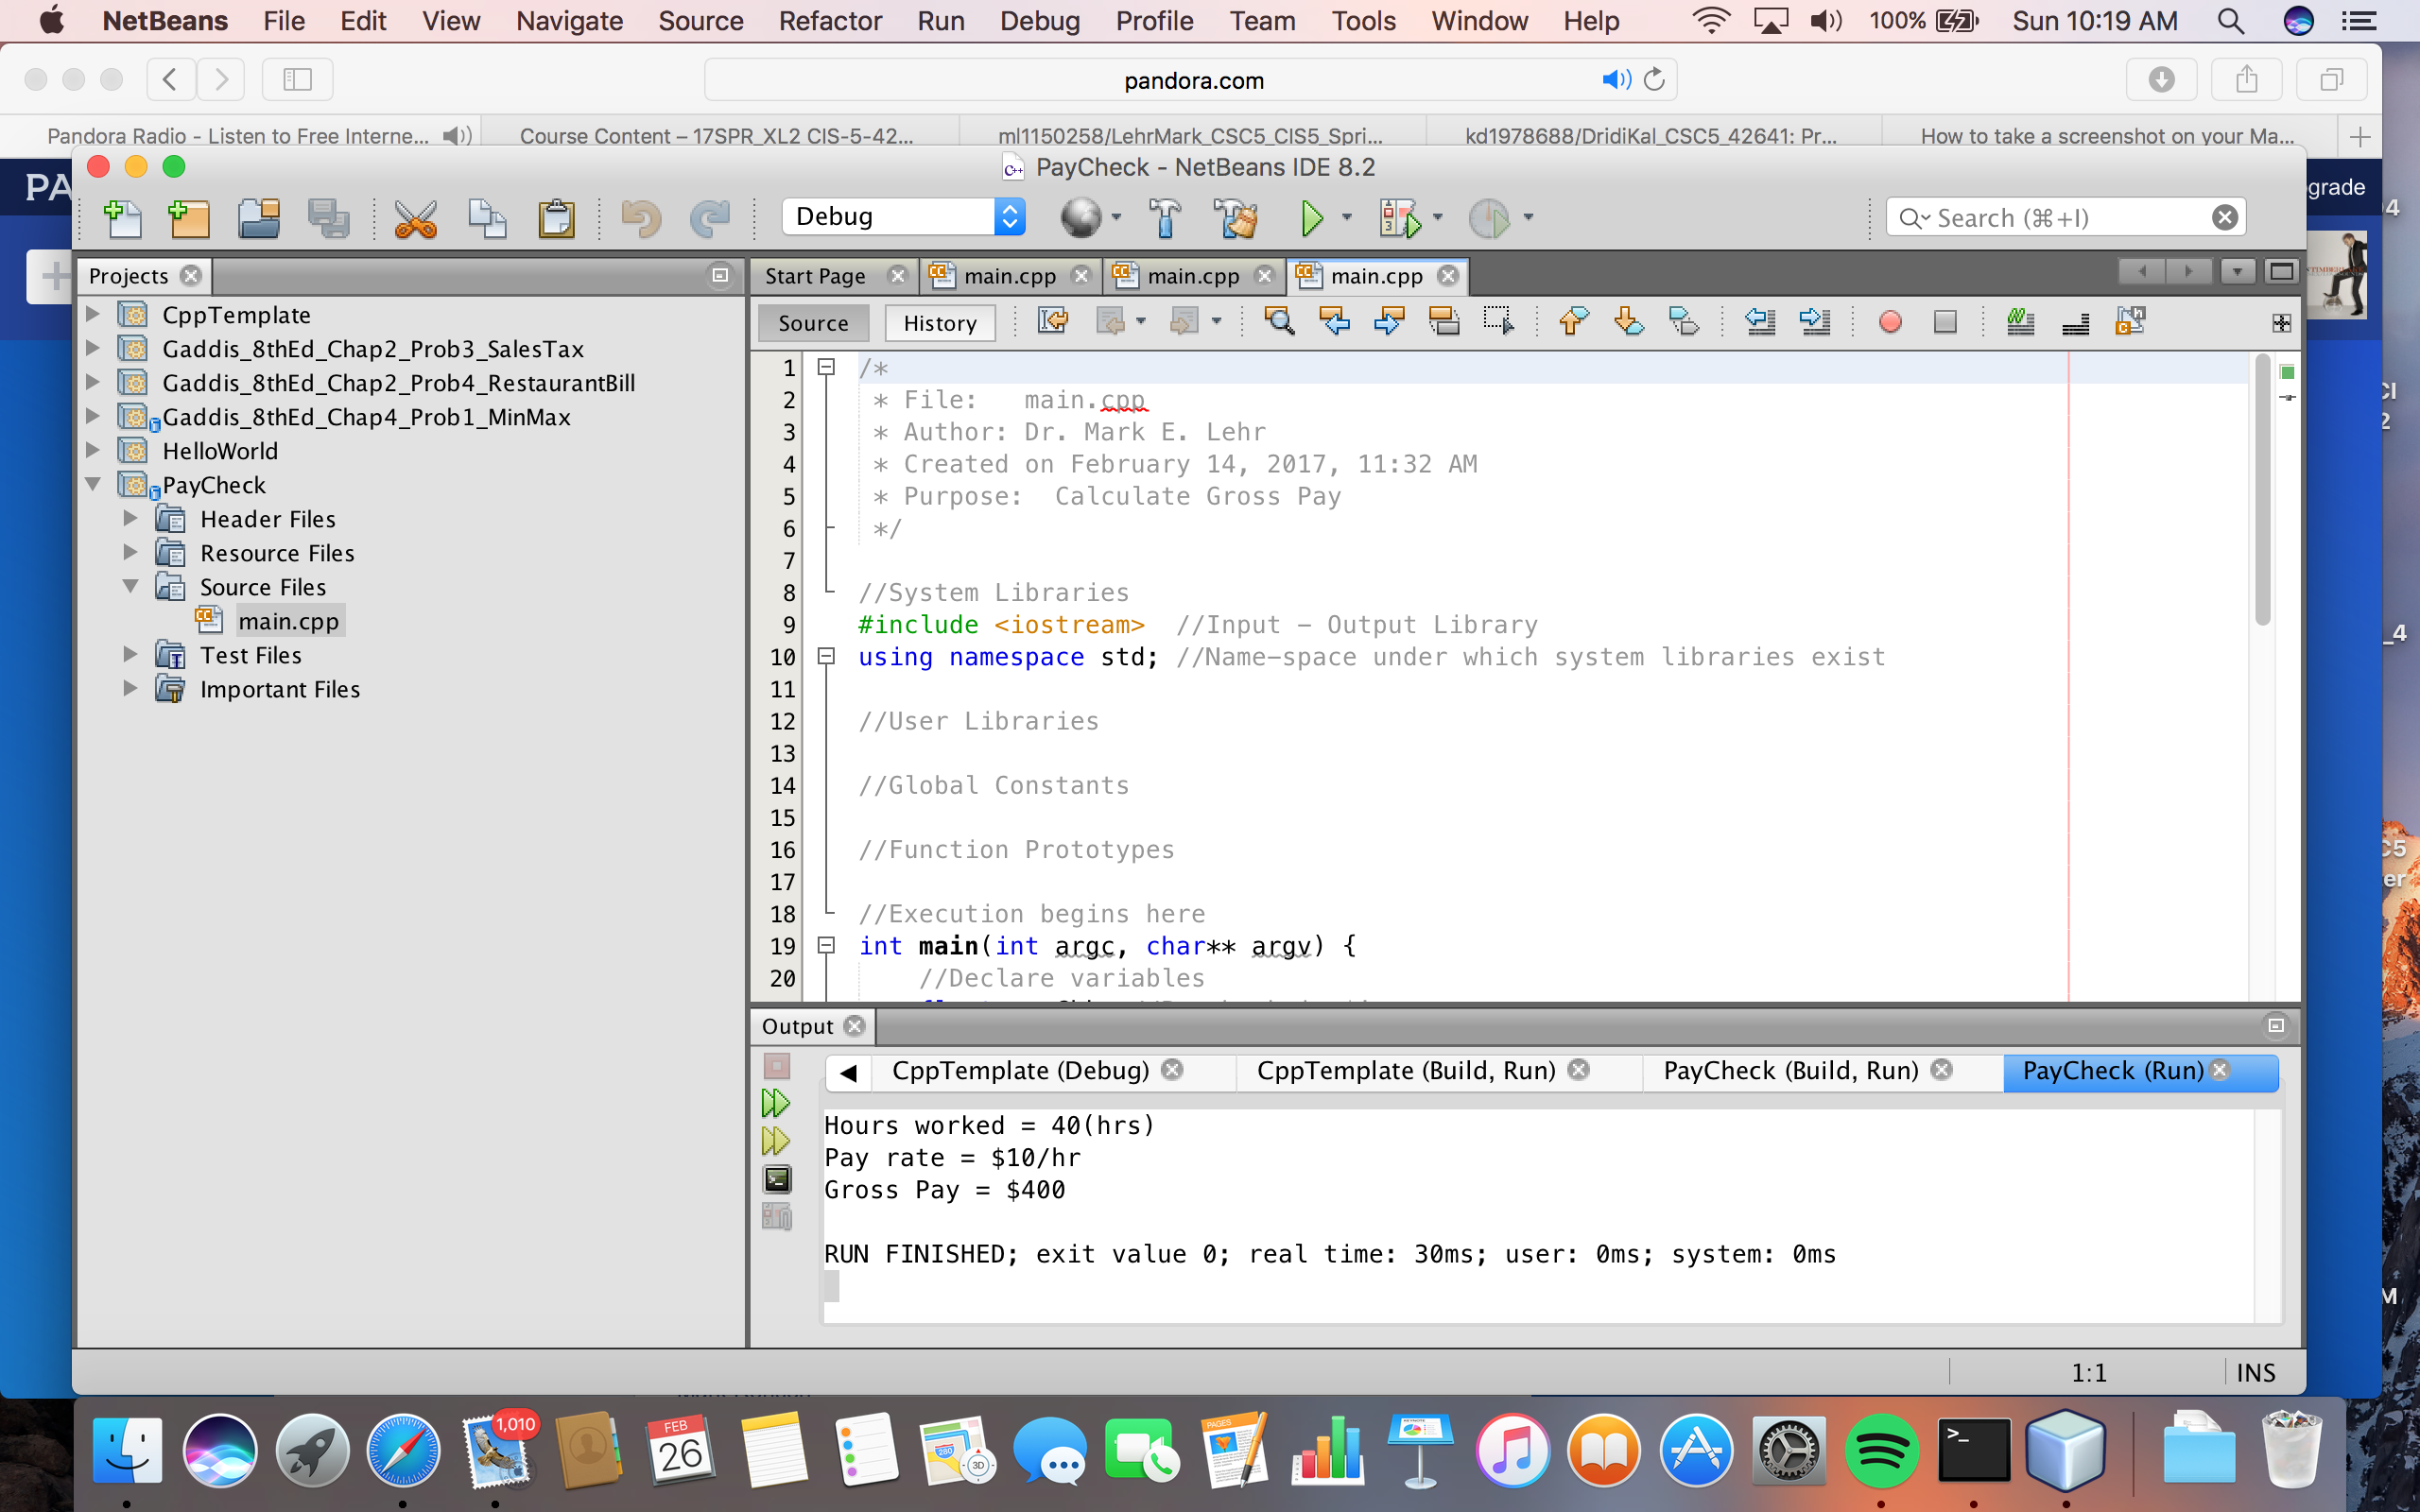 NetBeans File Edit View Navigate Source Refactor Run Debug Profile Team Tools Window Help 100% Sun 10:19 AM
pandora.com
Pandora Radio - Listen to Free Interne... Course Content – 17SPR_XL2 CIS-5-42... ml1150258/LehrMark_CSC5_CIS5_Spri... kd1978688/DridiKal_CSC5_42641: Pr... How to take a screenshot on your Ma...
PayCheck - NetBeans IDE 8.2
PA
grade
Debug
Search (⌘+I)
Projects
Start Page main.cpp main.cpp main.cpp
Source History
CppTemplate
Gaddis_8thEd_Chap2_Prob3_SalesTax
Gaddis_8thEd_Chap2_Prob4_RestaurantBill
Gaddis_8thEd_Chap4_Prob1_MinMax
HelloWorld
PayCheck
Header Files
Resource Files
Source Files
main.cpp
Test Files
Important Files
1 /*
2 * File:   main.cpp
3 * Author: Dr. Mark E. Lehr
4 * Created on February 14, 2017, 11:32 AM
5 * Purpose:  Calculate Gross Pay
6 */
7
8 //System Libraries
9 #include <iostream>  //Input - Output Library
10 using namespace std; //Name-space under which system libraries exist
11
12 //User Libraries
13
14 //Global Constants
15
16 //Function Prototypes
17
18 //Execution begins here
19 int main(int argc, char** argv) {
20 //Declare variables
Output
CppTemplate (Debug) CppTemplate (Build, Run) PayCheck (Build, Run) PayCheck (Run)
Hours worked = 40(hrs)
Pay rate = $10/hr
Gross Pay = $400
RUN FINISHED; exit value 0; real time: 30ms; user: 0ms; system: 0ms
1:1 INS
1,010
FEB
26
280
3D
PAGES
KEYNOTE
>_